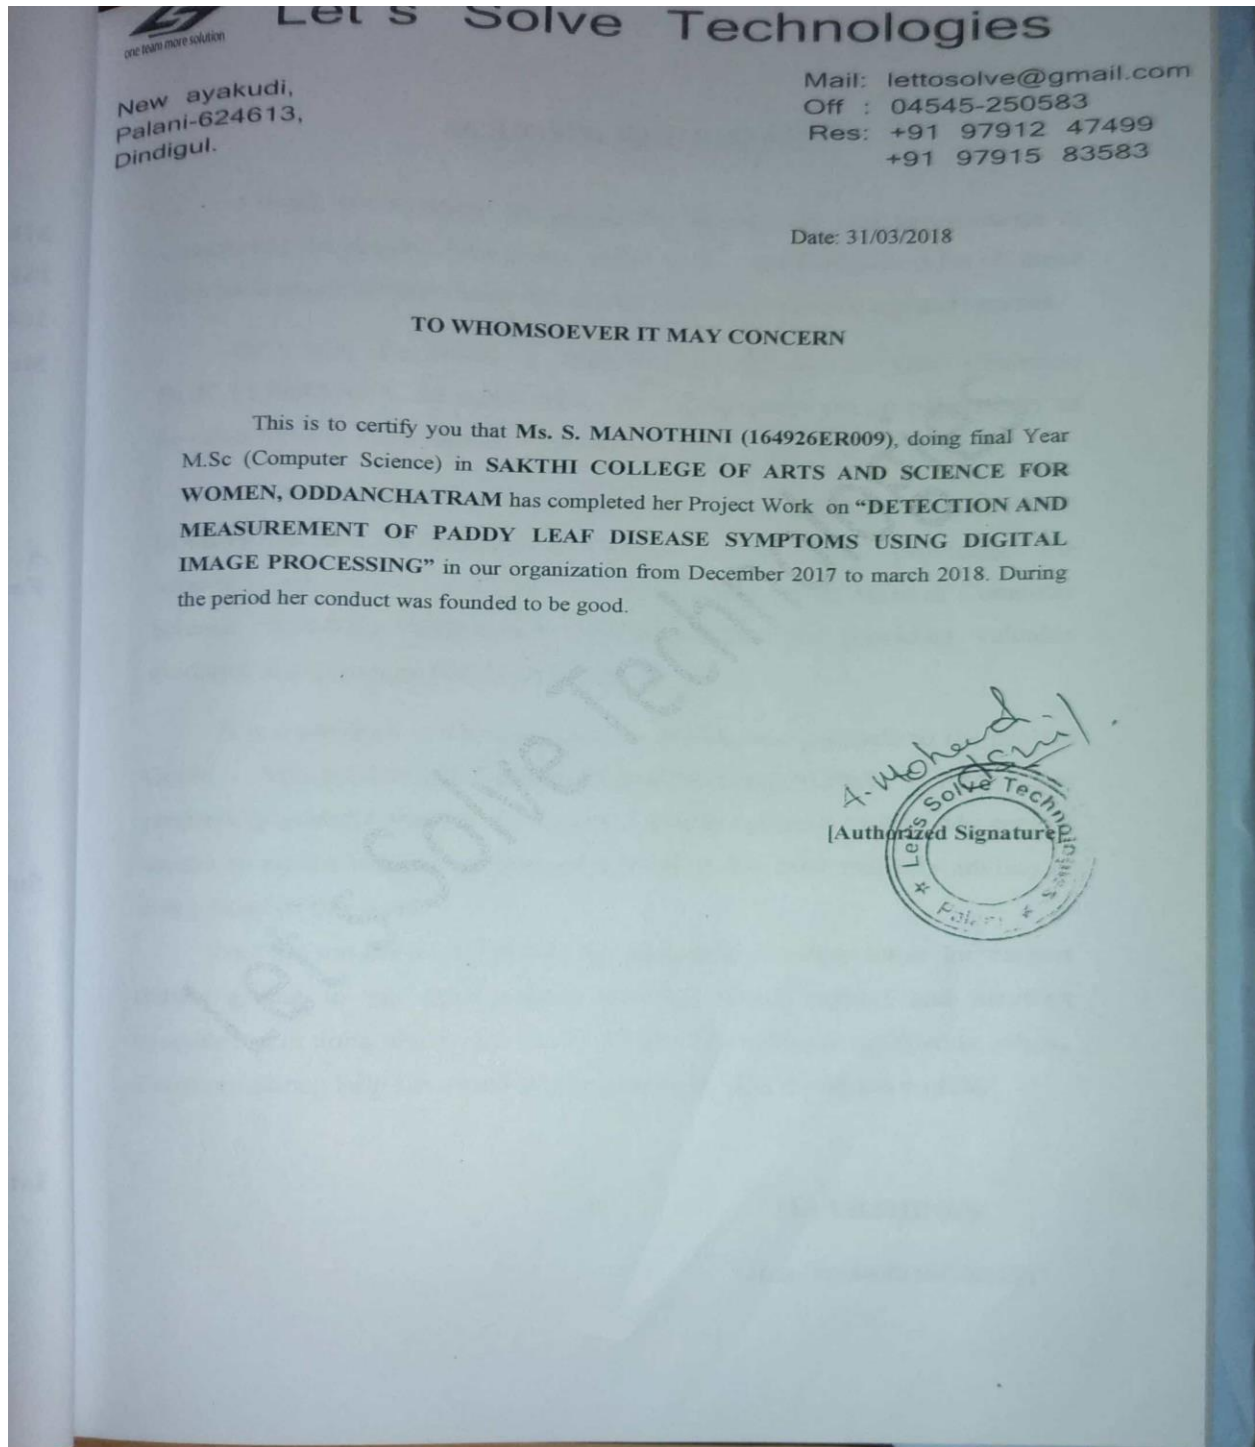 Let's Solve Technologies
one team more solution
New ayakudi,
Palani-624613,
Dindigul.
Mail: lettosolve@gmail.com
Off : 04545-250583
Res: +91 97912 47499
+91 97915 83583
Date: 31/03/2018
TO WHOMSOEVER IT MAY CONCERN
This is to certify you that Ms. S. MANOTHINI (164926ER009), doing final Year
M.Sc (Computer Science) in SAKTHI COLLEGE OF ARTS AND SCIENCE FOR
WOMEN, ODDANCHATRAM has completed her Project Work on “DETECTION AND
MEASUREMENT OF PADDY LEAF DISEASE SYMPTOMS USING DIGITAL
IMAGE PROCESSING” in our organization from December 2017 to march 2018. During
the period her conduct was founded to be good.
Let's Solve Technologies
A. Mohamed
[Authorized Signature]
Let's Solve Technologies
Palani